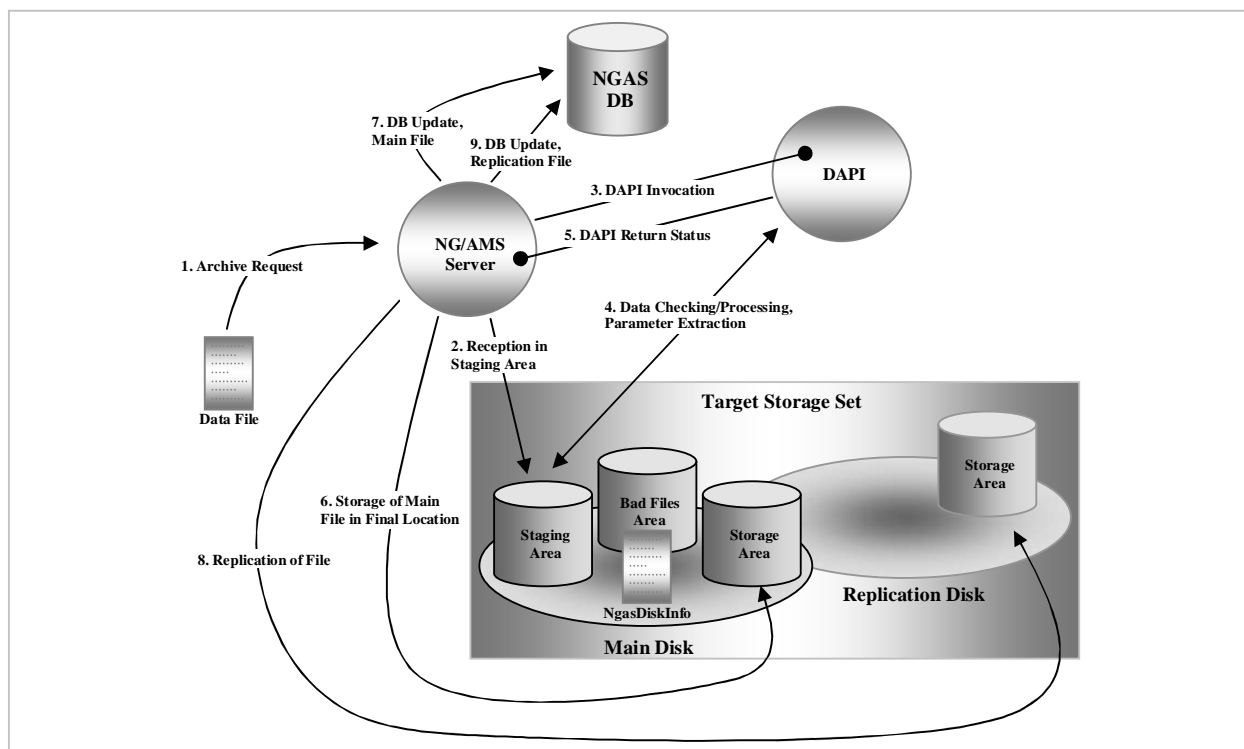 NGAS
DB
7. DB Update,
Main File
9. DB Update,
Replication File
DAPI
3. DAPI Invocation
5. DAPI Return Status
NG/AMS
Server
1. Archive Request
4. Data Checking/Processing,
Parameter Extraction
2. Reception in
Staging Area
Data File
Target Storage Set
Storage
Area
6. Storage of Main
File in Final Location
Bad Files
Area
Staging
Area
Storage
Area
8. Replication of File
NgasDiskInfo
Replication Disk
Main Disk